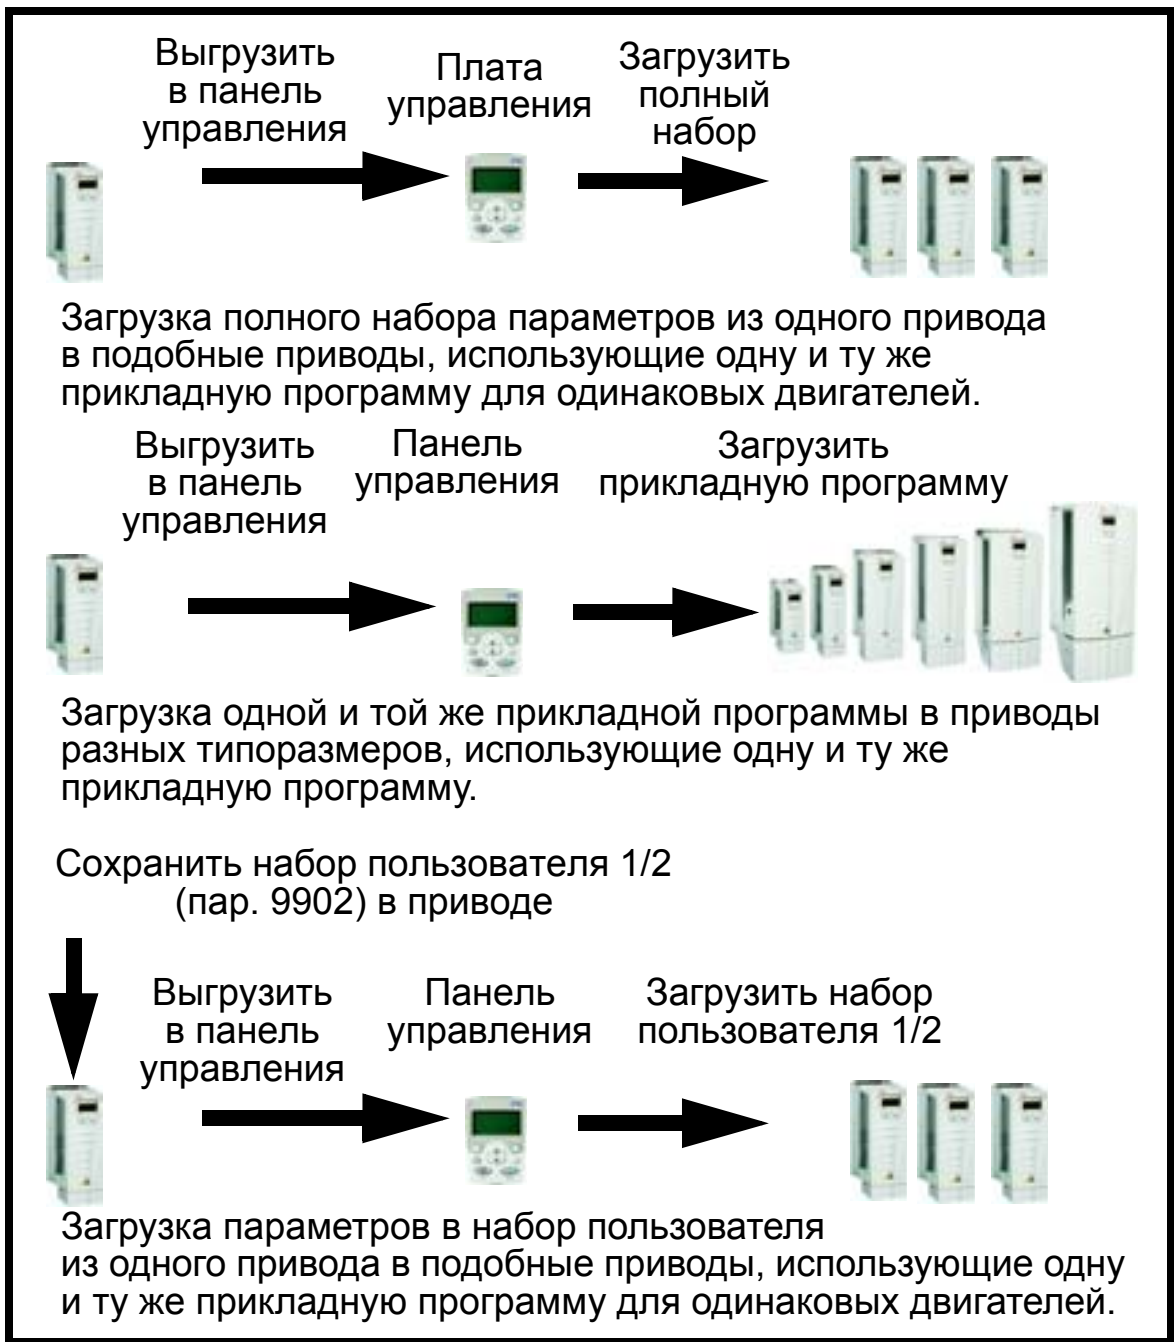 Выгрузить
в панель
управления
Плата
управления
Загрузить
полный
набор
Загрузка полного набора параметров из одного привода
в подобные приводы, использующие одну и ту же
прикладную программу для одинаковых двигателей.
Выгрузить
в панель
управления
Панель
управления
Загрузить
прикладную программу
Загрузка одной и той же прикладной программы в приводы
разных типоразмеров, использующие одну и ту же
прикладную программу.
Сохранить набор пользователя 1/2
(пар. 9902) в приводе
Выгрузить
в панель
управления
Панель
управления
Загрузить набор
пользователя 1/2
Загрузка параметров в набор пользователя
из одного привода в подобные приводы, использующие одну
и ту же прикладную программу для одинаковых двигателей.